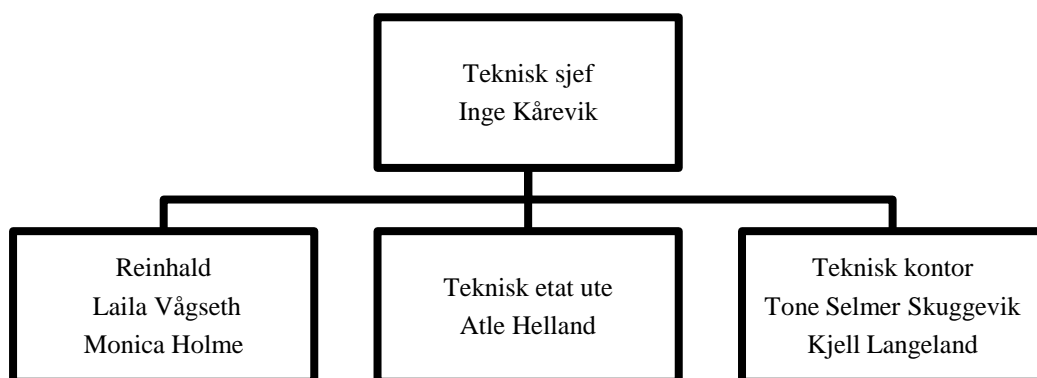 Teknisk sjef
Inge Kårevik
Reinhald
Laila Vågseth
Monica Holme
Teknisk etat ute
Atle Helland
Teknisk kontor
Tone Selmer Skuggevik
Kjell Langeland